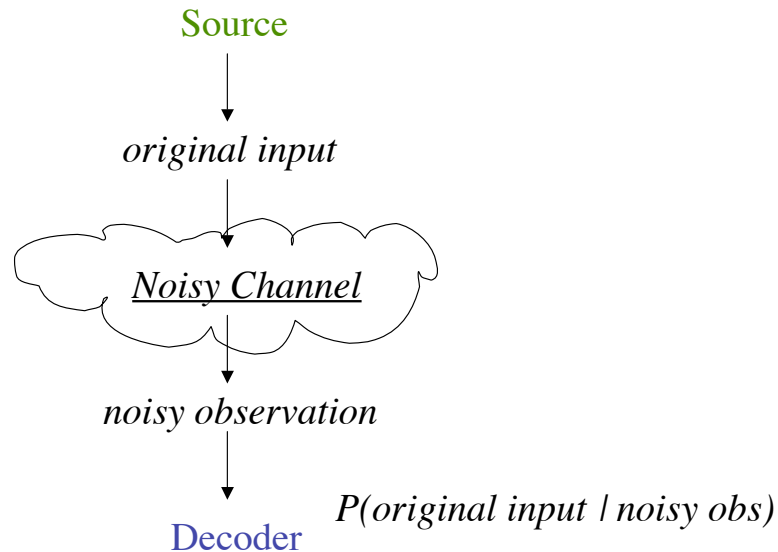 Source
original input
Noisy Channel
noisy observation
P(original input | noisy obs)
Decoder